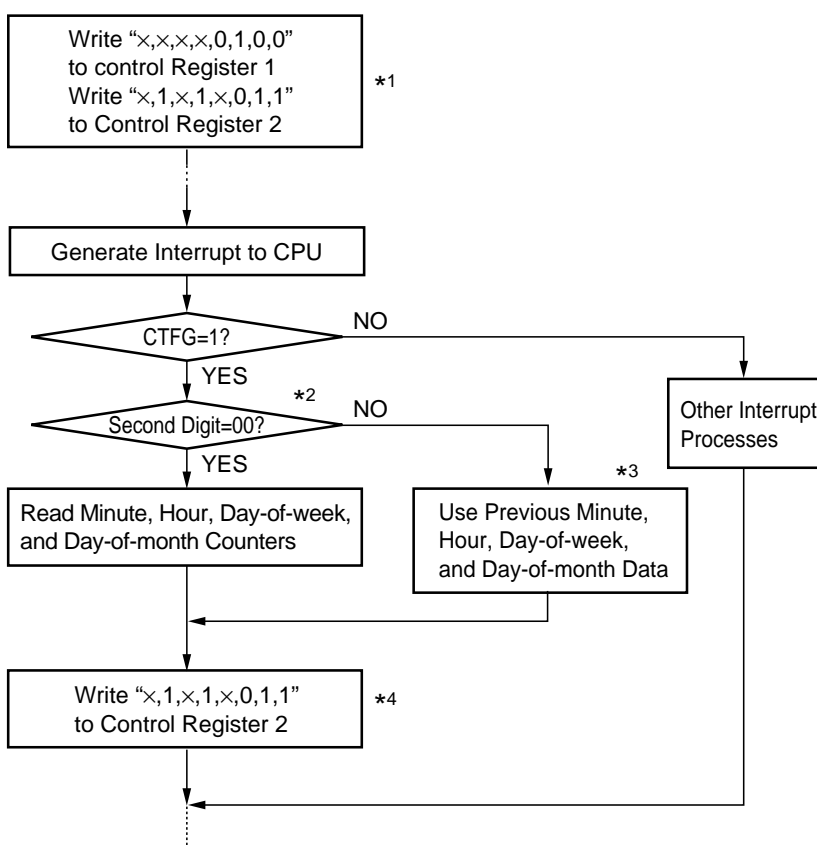 Write “×,×,×,×,0,1,0,0”
to control Register 1
Write “×,1,×,1,×,0,1,1”
to Control Register 2
*1
Generate Interrupt to CPU
CTFG=1?
NO
YES
*2
Second Digit=00?
NO
YES
Other Interrupt
Processes
*3
Read Minute, Hour, Day-of-week,
and Day-of-month Counters
Use Previous Minute,
Hour, Day-of-week,
and Day-of-month Data
Write “×,1,×,1,×,0,1,1”
to Control Register 2
*4